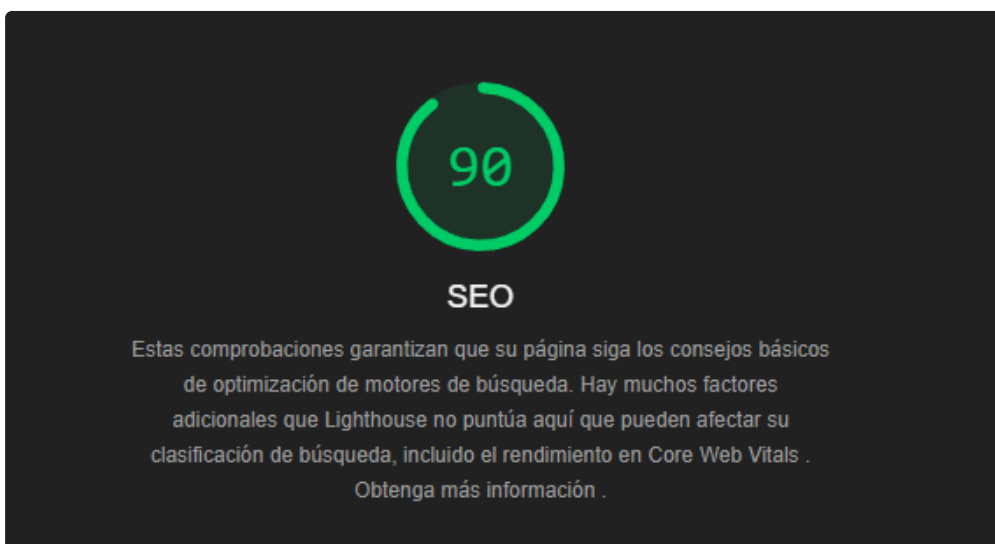 90
SEO
Estas comprobaciones garantizan que su página siga los consejos básicos
de optimización de motores de búsqueda. Hay muchos factores
adicionales que Lighthouse no puntúa aquí que pueden afectar su
clasificación de búsqueda, incluido el rendimiento en Core Web Vitals .
Obtenga más información .